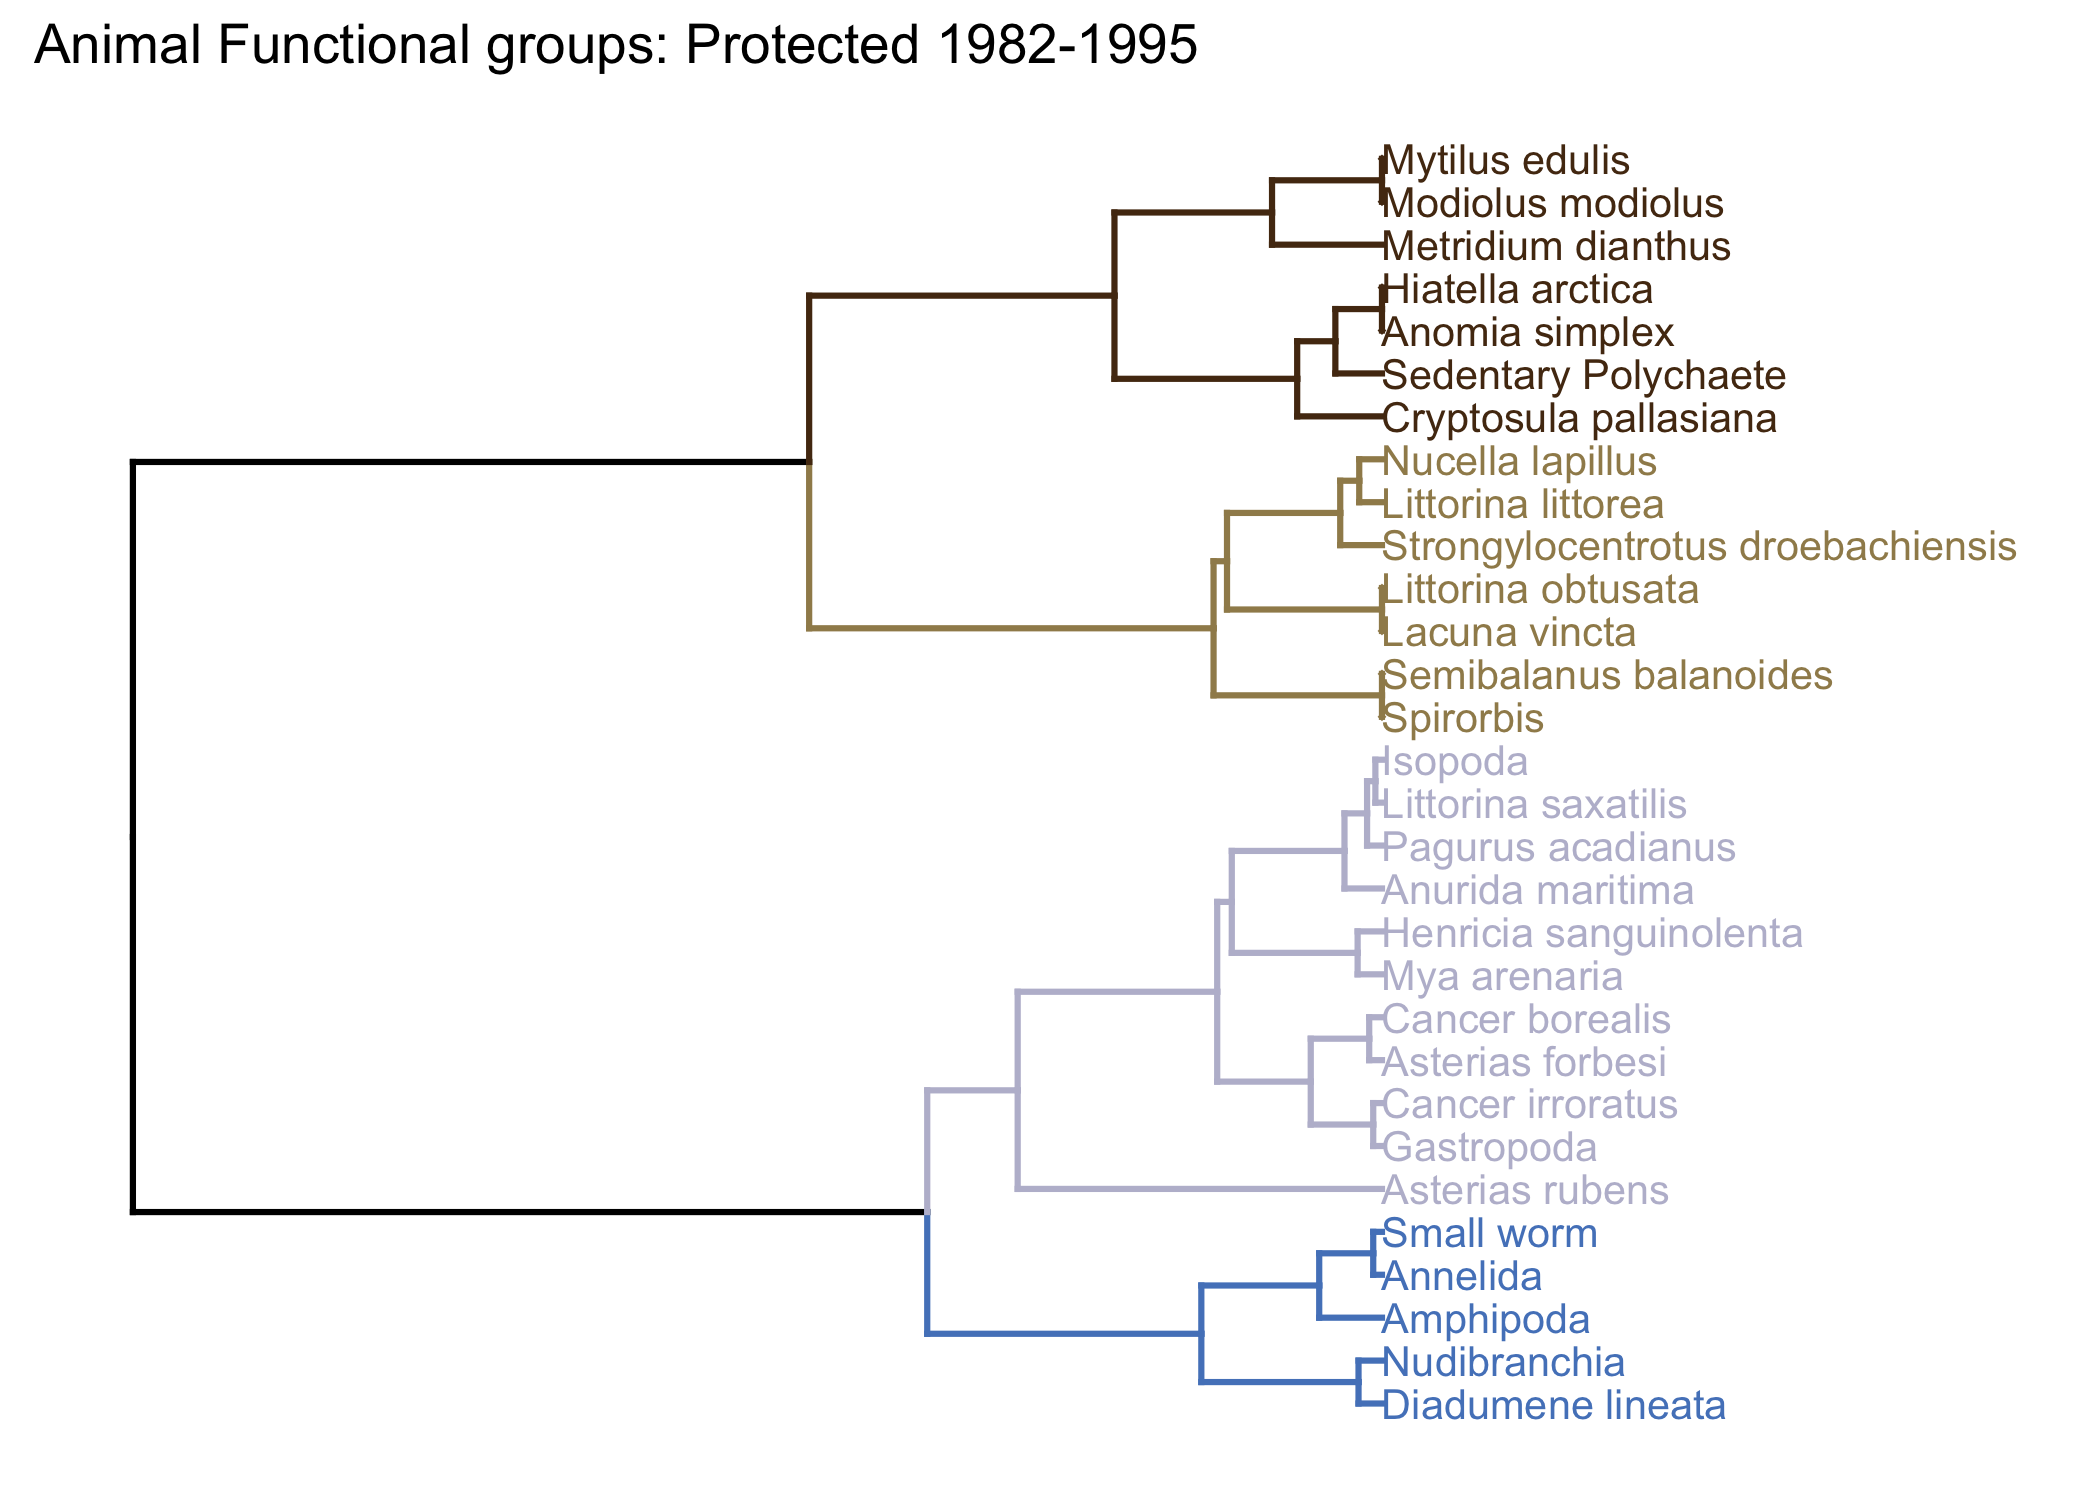 Animal Functional groups: Protected 1982-1995
Mytilus edulis
Modiolus modiolus
Metridium dianthus
Hiatella arctica
Anomia simplex
Sedentary Polychaete
Cryptosula pallasiana
Nucella lapillus
Littorina littorea
Strongylocentrotus droebachiensis
Littorina obtusata
Lacuna vincta
Semibalanus balanoides
Spirorbis
Isopoda
Littorina saxatilis
Pagurus acadianus
Anurida maritima
Henricia sanguinolenta
Mya arenaria
Cancer borealis
Asterias forbesi
Cancer irroratus
Gastropoda
Asterias rubens
Small worm
Annelida
Amphipoda
Nudibranchia
Diadumene lineata